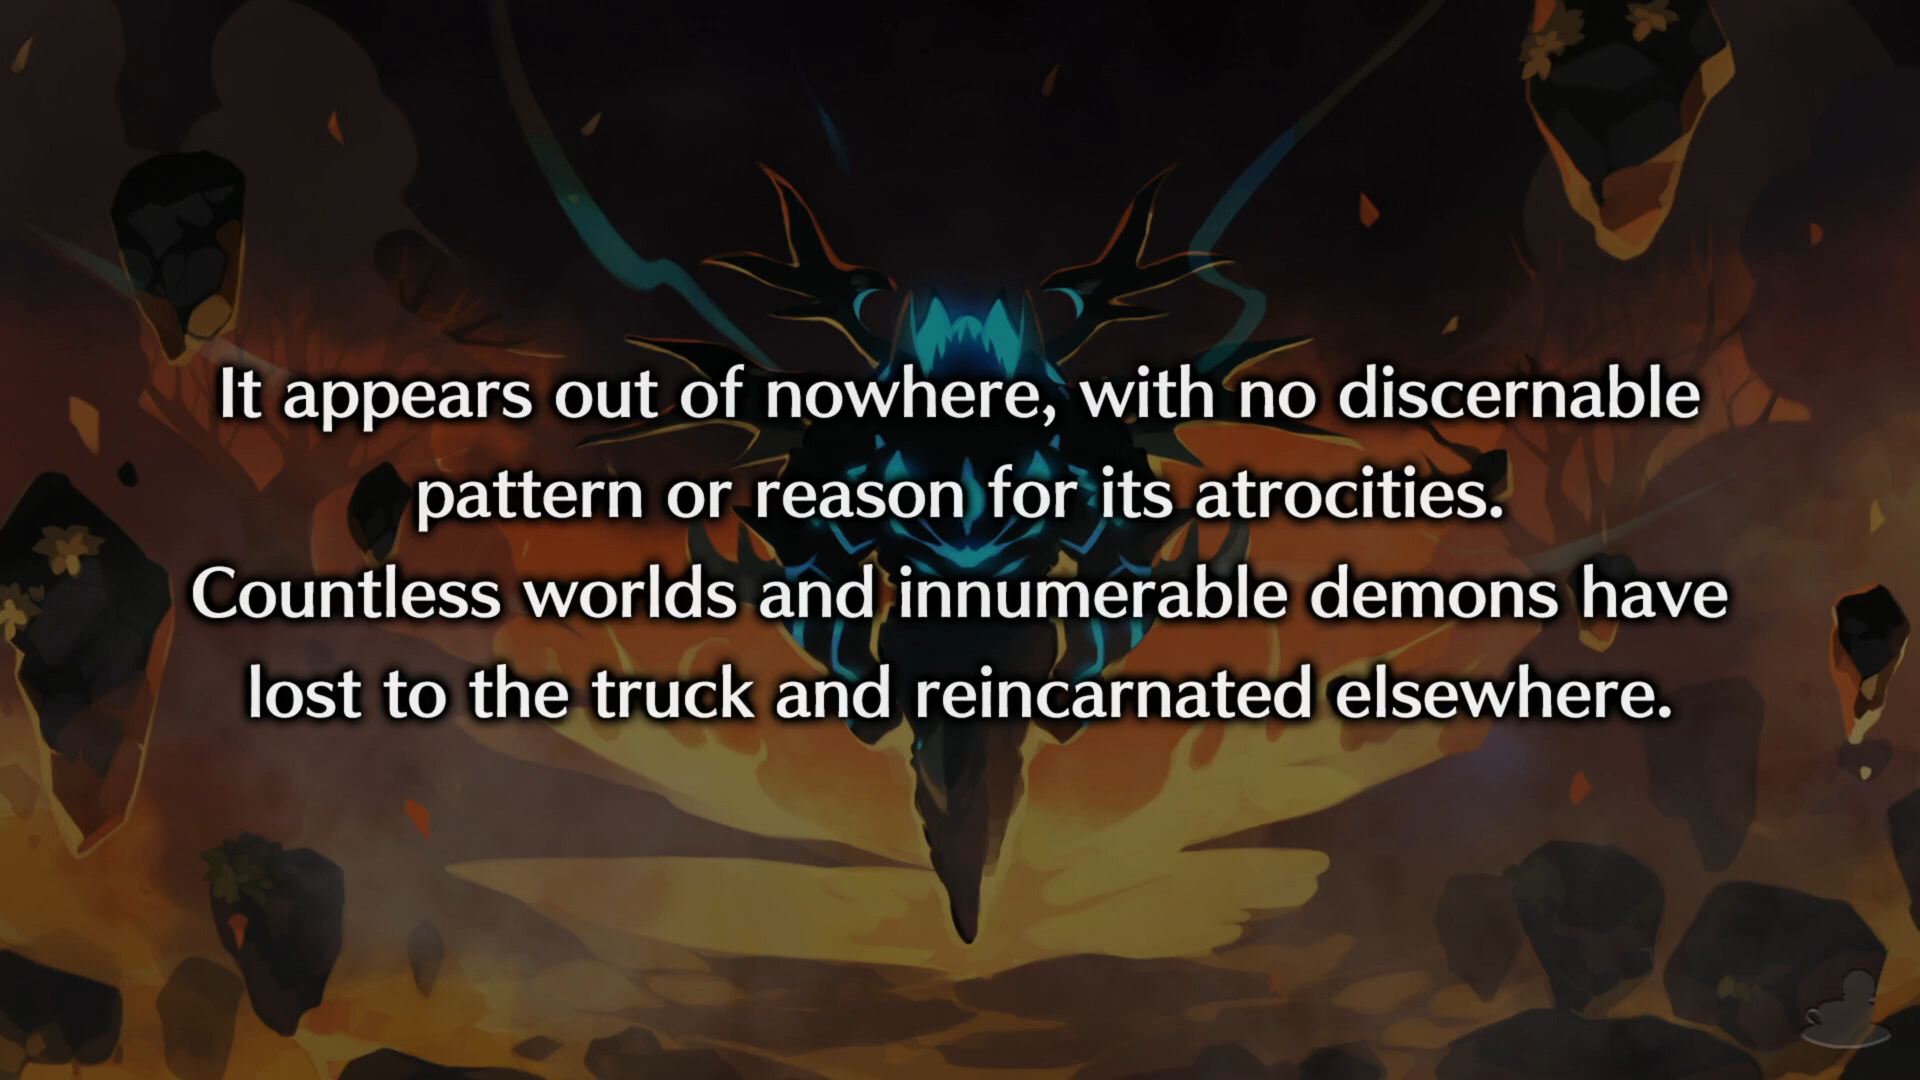 It appears out of nowhere, with no discernable
pattern or reason for its atrocities.
Countless worlds and innumerable demons have
lost to the truck and reincarnated elsewhere.